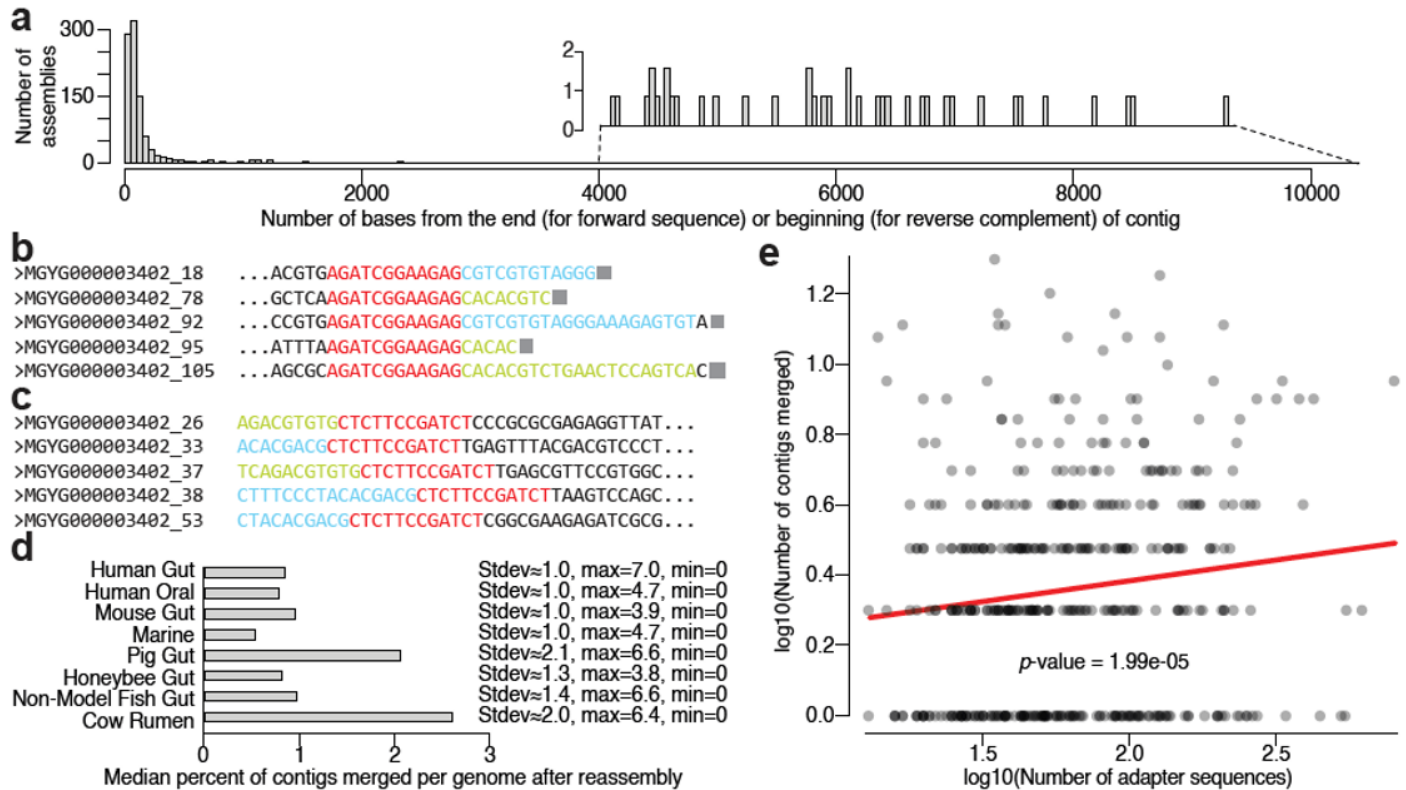 a
Number of
assemblies
300
150
0
2
1
0
0 2000 4000 6000 8000 10000
Number of bases from the end (for forward sequence) or beginning (for reverse complement) of contig
b
>MGYG000003402_18 ...ACGTGAGATCGGAAGAGCGTCGTGTAGGG
>MGYG000003402_78 ...GCTCAAGATCGGAAGAGCACACGTC
>MGYG000003402_92 ...CCGTGAGATCGGAAGAGCGTCGTGTAGGGAAAGAGTGTA
>MGYG000003402_95 ...ATTTAAGATCGGAAGAGCACAC
>MGYG000003402_105 ...AGCGCAGATCGGAAGAGCACACGTCTGAACTCCAGTCAC
c
>MGYG000003402_26 AGACGTGTGCTCTTCCGATCTCCCGCGCGAGAGGTTAT...
>MGYG000003402_33 ACACGACGCTCTTCCGATCTTGAGTTTACGACGTCCCT...
>MGYG000003402_37 TCAGACGTGTGCTCTTCCGATCTTGAGCGTTCCGTGGC...
>MGYG000003402_38 CTTTCCCTACACGACGCTCTTCCGATCTTAAGTCCAGC...
>MGYG000003402_53 CTACACGACGCTCTTCCGATCTCGGCGAAGAGATCGCG...
d
Human Gut Stdev≈1.0, max=7.0, min=0
Human Oral Stdev≈1.0, max=4.7, min=0
Mouse Gut Stdev≈1.0, max=3.9, min=0
Marine Stdev≈1.0, max=4.7, min=0
Pig Gut Stdev≈2.1, max=6.6, min=0
Honeybee Gut Stdev≈1.3, max=3.8, min=0
Non-Model Fish Gut Stdev≈1.4, max=6.6, min=0
Cow Rumen Stdev≈2.0, max=6.4, min=0
0 1 2 3
Median percent of contigs merged per genome after reassembly
e
log10(Number of contigs merged)
1.2
1.0
0.8
0.6
0.4
0.2
0.0
p-value = 1.99e-05
1.5 2.0 2.5
log10(Number of adapter sequences)